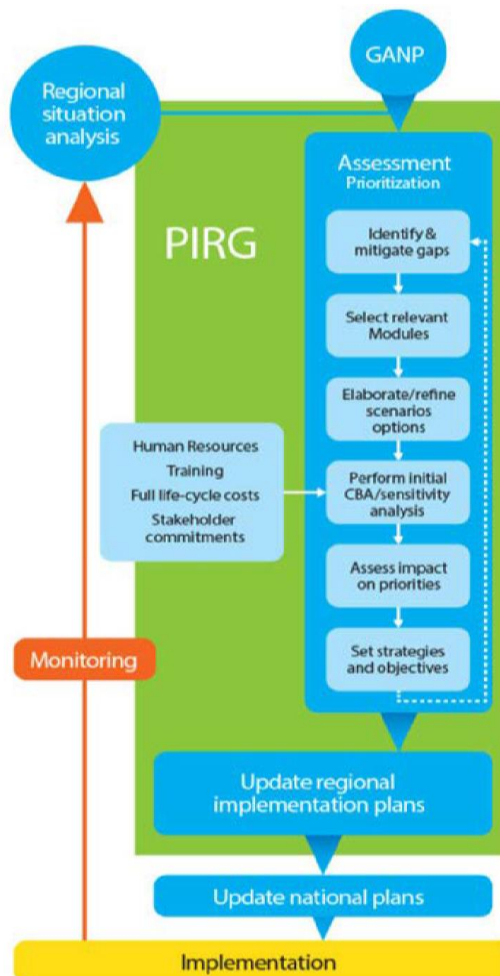 GANP
Regional
situation
analysis
Assessment
Prioritization
PIRG
Identify &
mitigate gaps
Select relevant
Modules
Elaborate/refine
scenarios
options
Human Resources
Training
Full life-cycle costs
Stakeholder
commitments
Perform initial
CBA/sensitivity
analysis
Assess impact
on priorities
Set strategies
and objectives
Monitoring
Update regional
implementation plans
Update national plans
Implementation